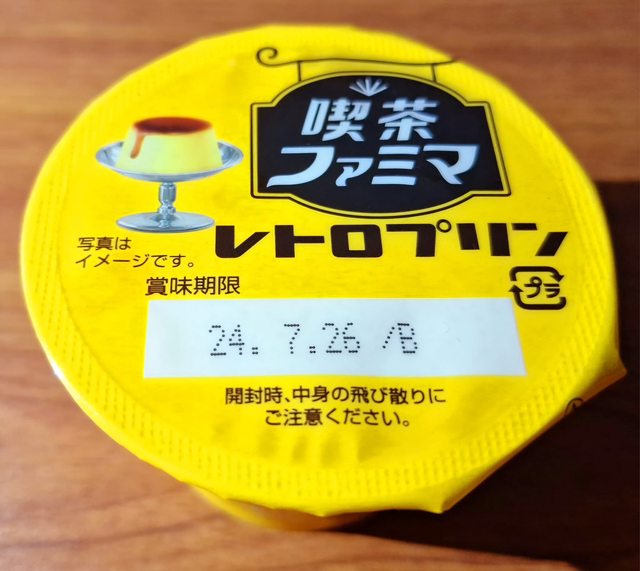 喫茶
ファミマ
レトロプリン
写真は
イメージです。
プラ
賞味期限
24. 7.26 /B
開封時、中身の飛び散りに
ご注意ください。